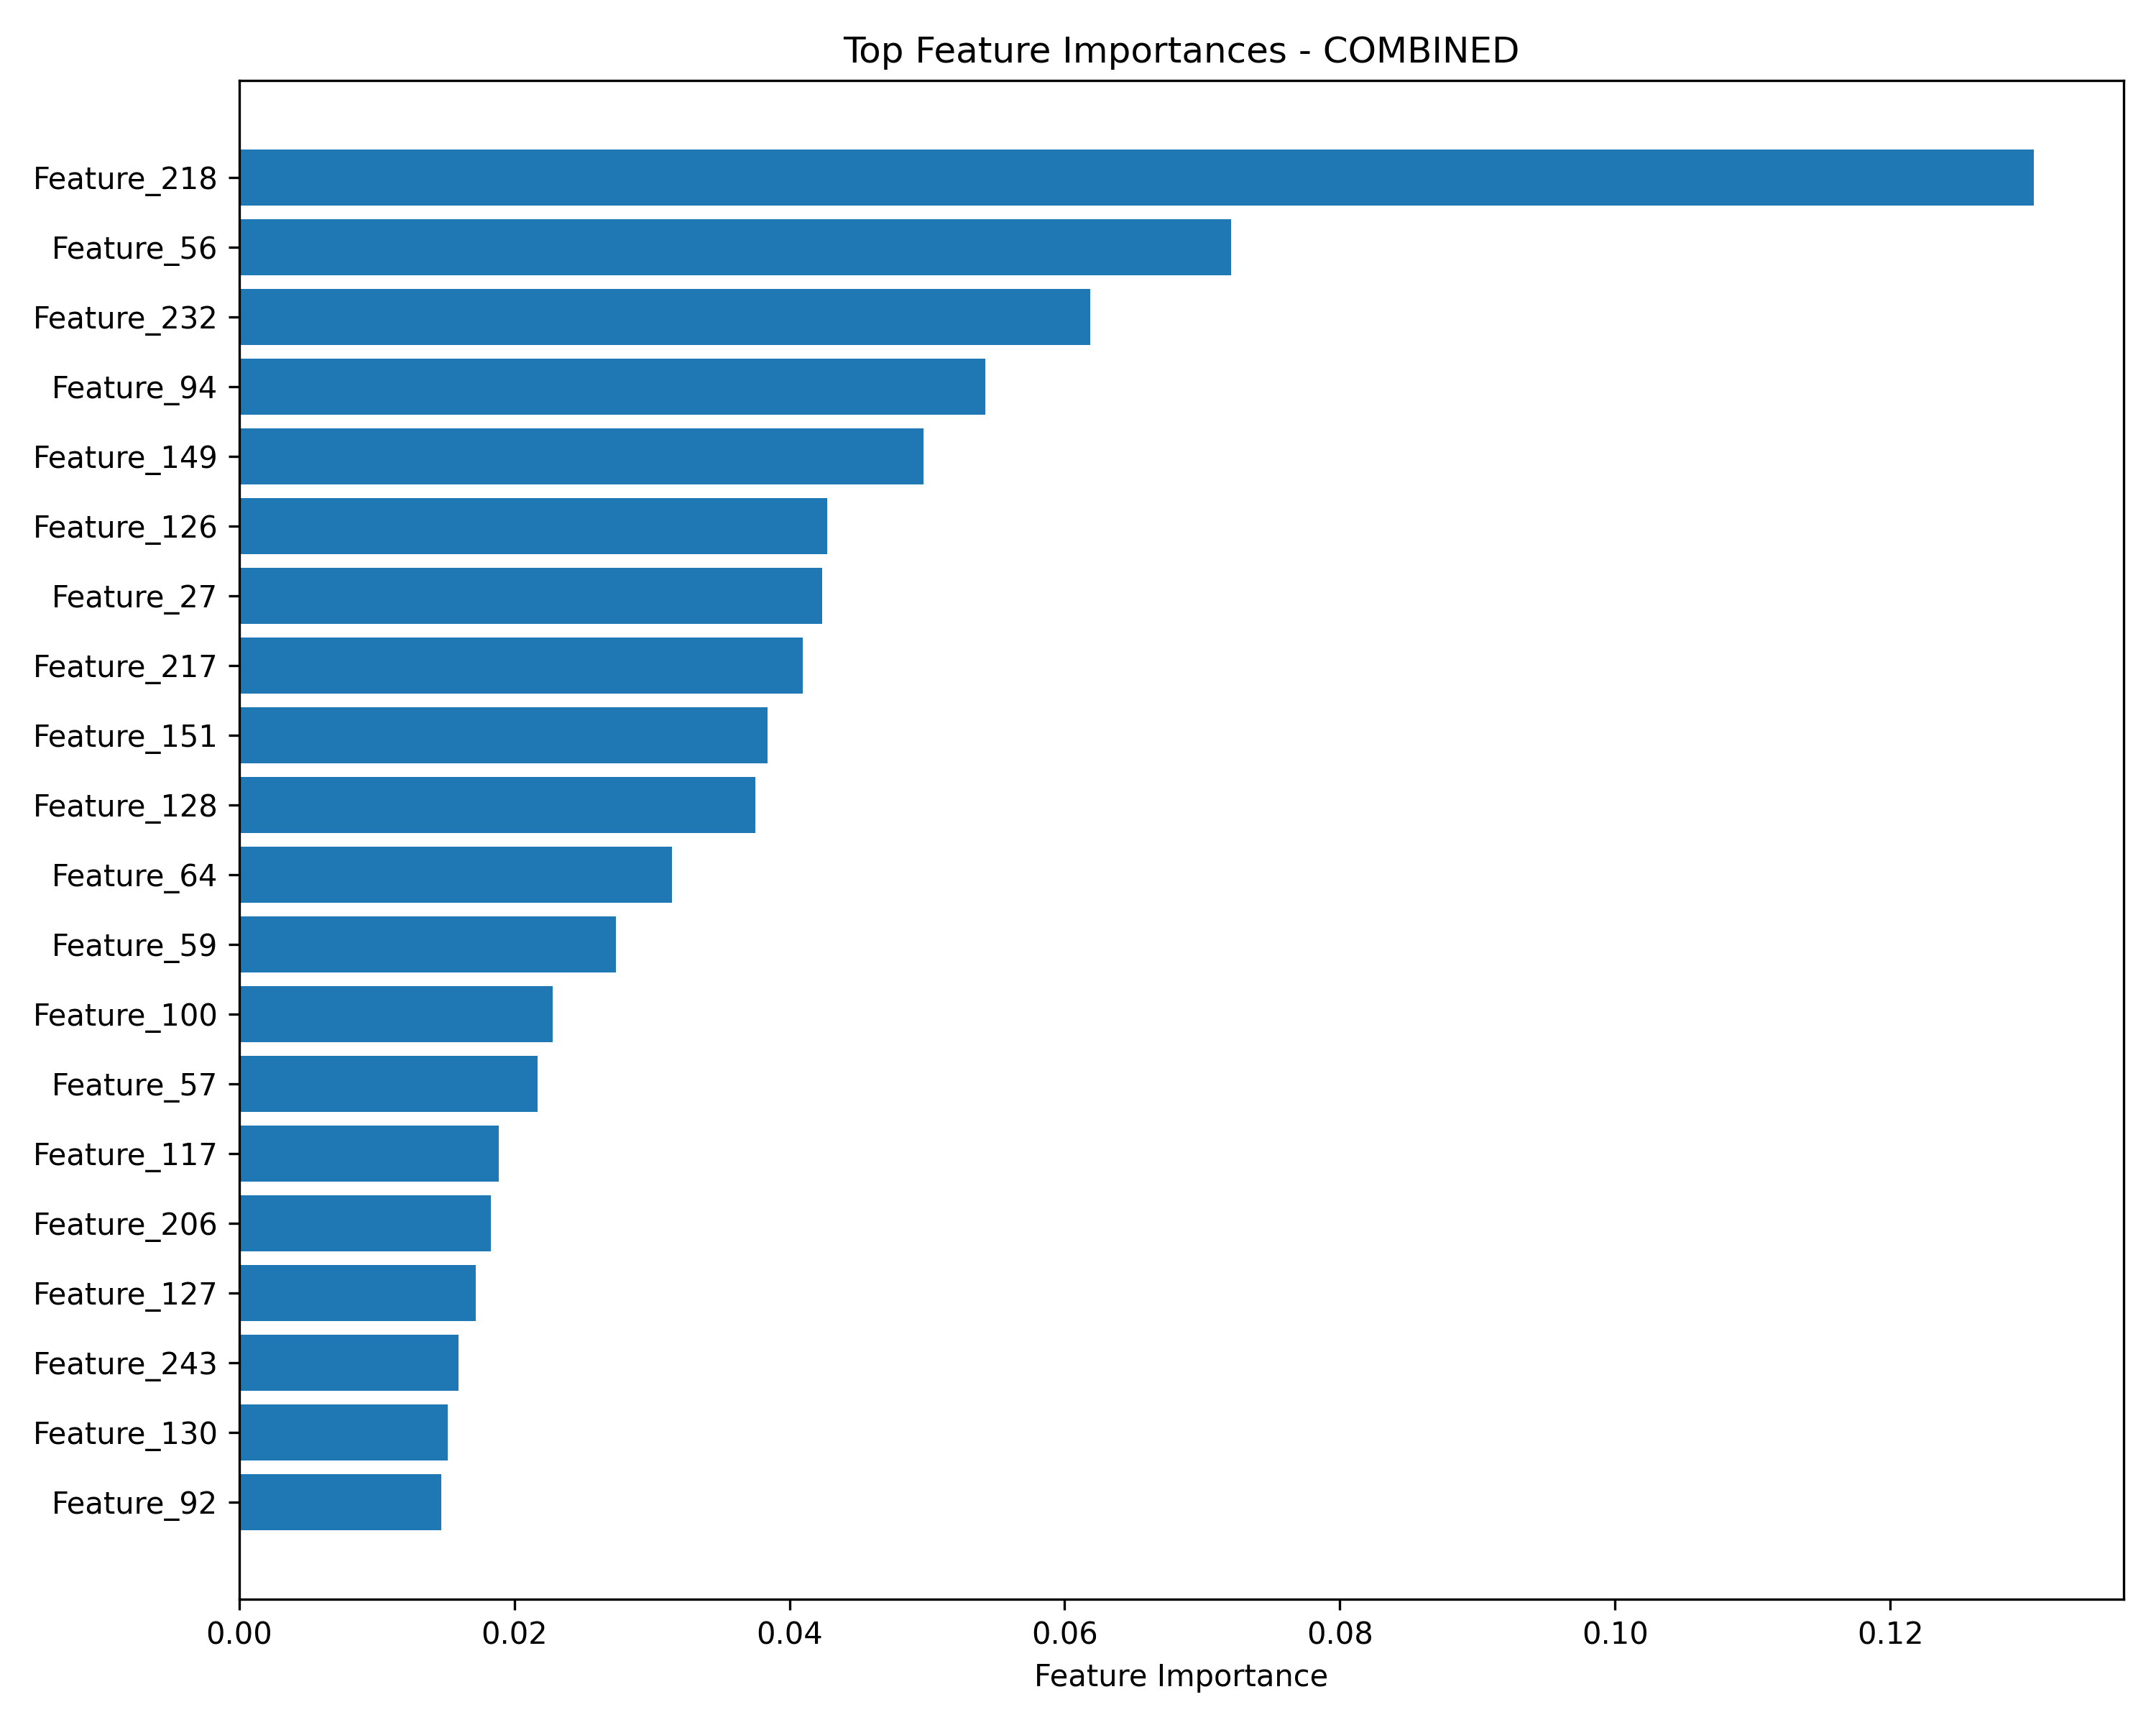 Top Feature Importances - COMBINED
Feature_218
Feature_56
Feature_232
Feature_94
Feature_149
Feature_126
Feature_27
Feature_217
Feature_151
Feature_128
Feature_64
Feature_59
Feature_100
Feature_57
Feature_117
Feature_206
Feature_127
Feature_243
Feature_130
Feature_92
0.00 0.02 0.04 0.06 0.08 0.10 0.12
Feature Importance